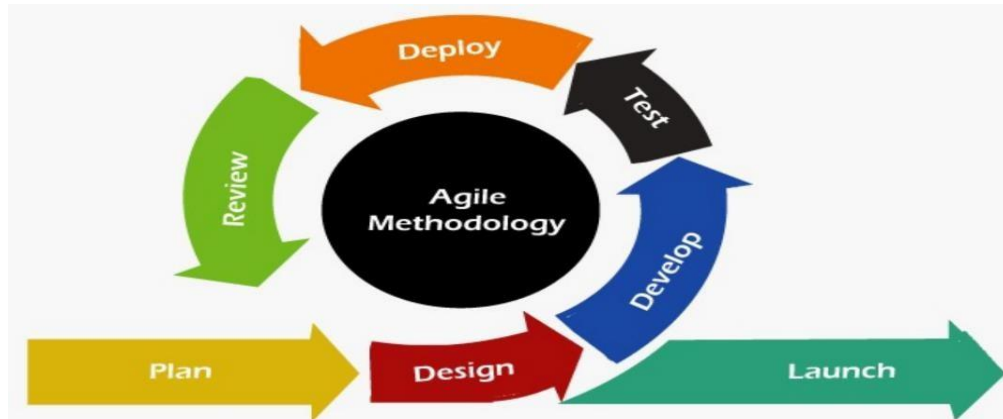 Deploy
Test
Review
Agile
Methodology
Develop
Plan
Design
Launch